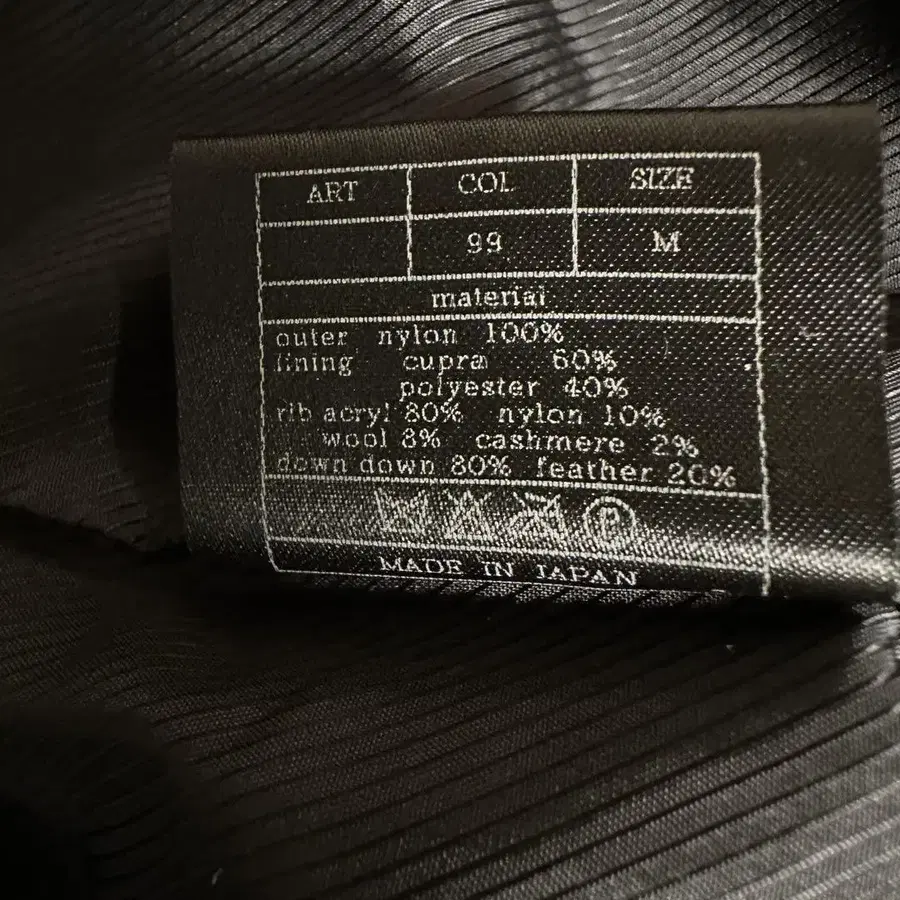 ART COL SIZE
99 M
material
outer nylon 100%
lining cupra 60%
polyester 40%
rib acryl 80% nylon 10%
wool 8% cashmere 2%
down down 80% feather 20%
P
MADE IN JAPAN